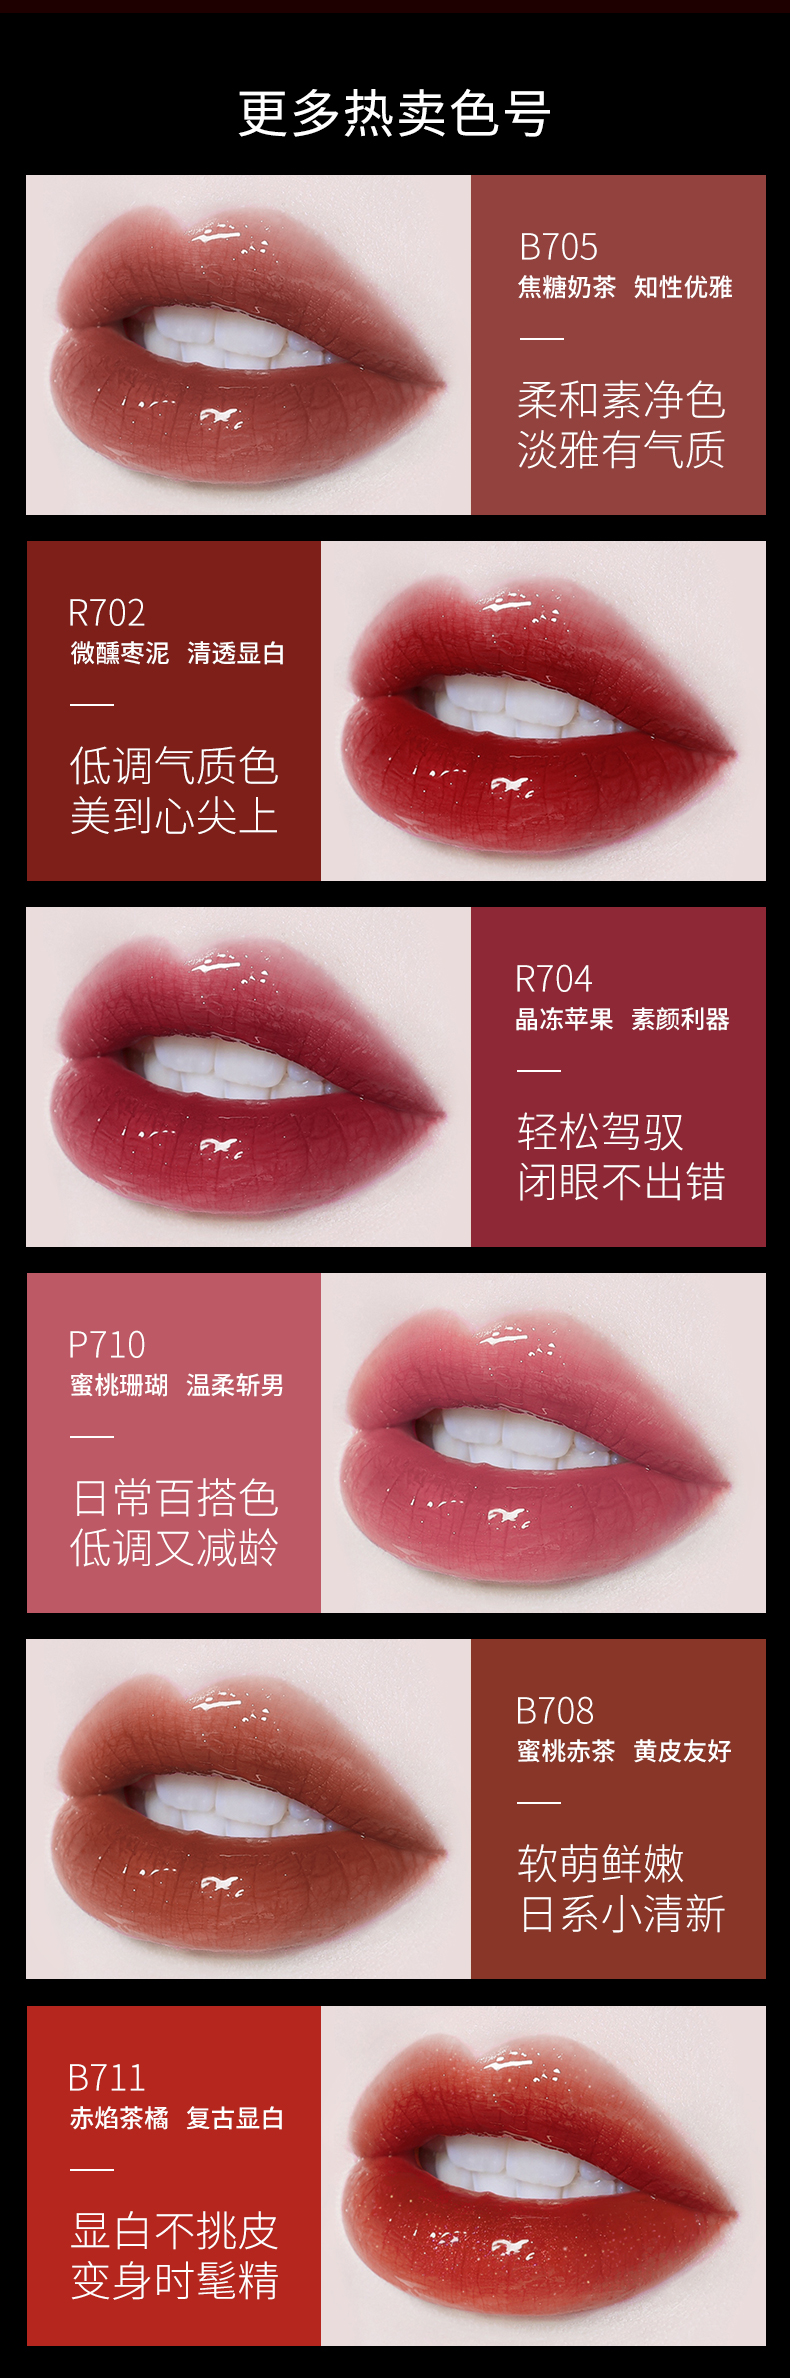 更多热卖色号
B705
焦糖奶茶 知性优雅
柔和素净色
淡雅有气质
R702
微醺枣泥 清透显白
低调气质色
美到心尖上
R704
晶冻苹果 素颜利器
轻松驾驭
闭眼不出错
P710
蜜桃珊瑚 温柔斩男
日常百搭色
低调又减龄
B708
蜜桃赤茶 黄皮友好
软萌鲜嫩
日系小清新
B711
赤焰茶橘 复古显白
显白不挑皮
变身时髦精